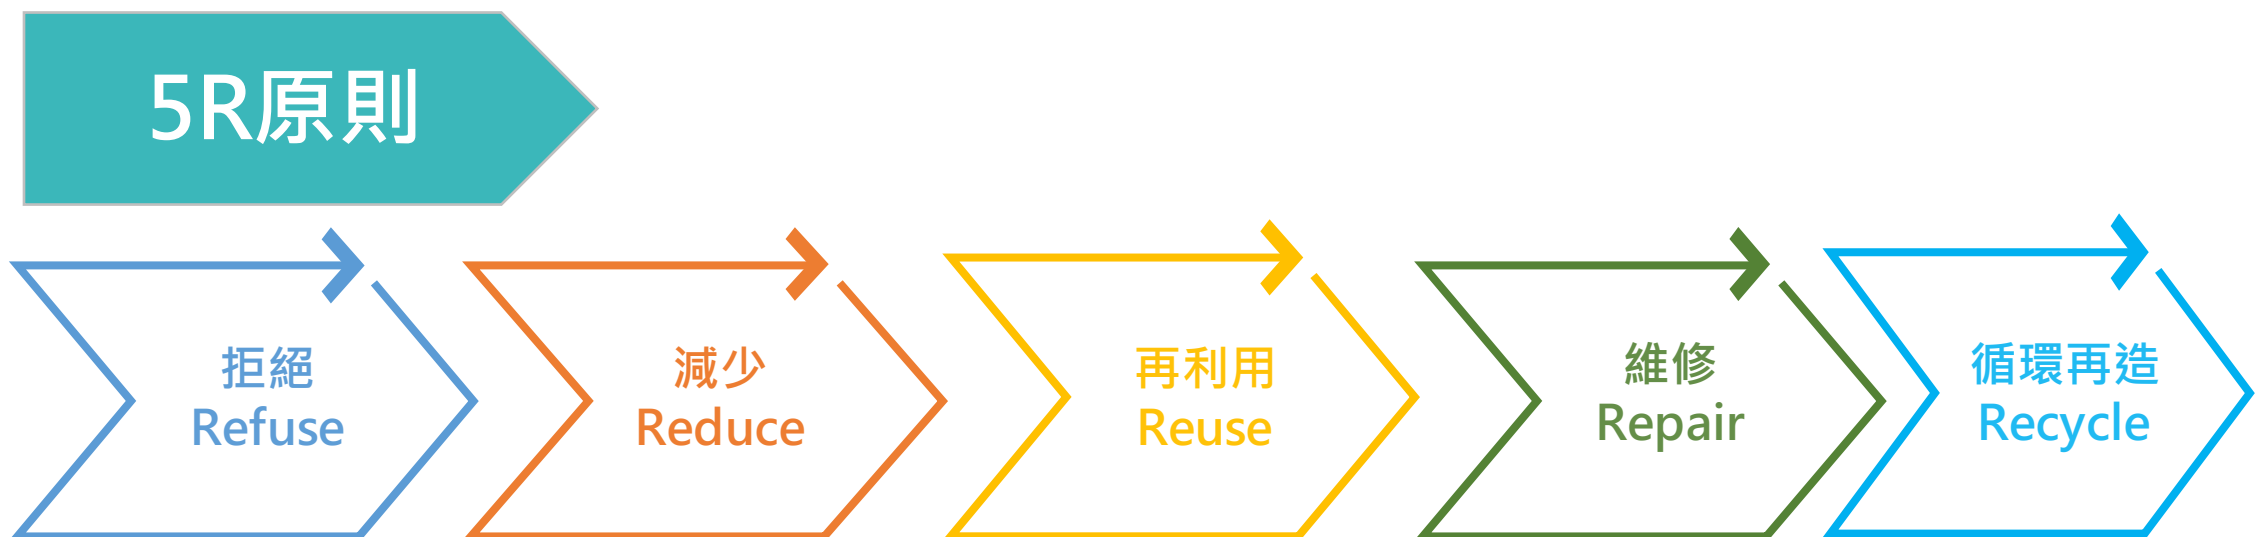 5R原則
拒絕
Refuse
減少
Reduce
再利用
Reuse
維修
Repair
循環再造
Recycle